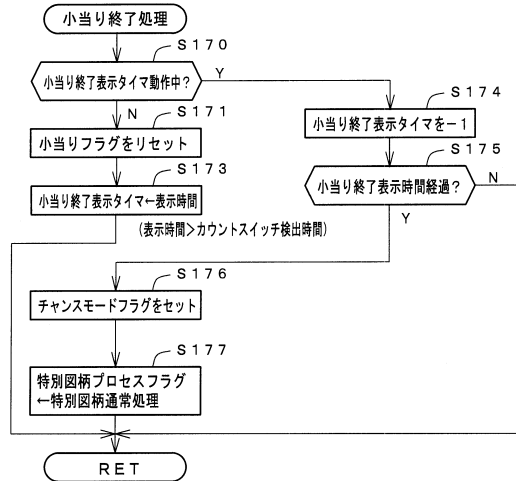 小当り終了処理
S170
小当り終了表示タイマ動作中？
Y
N
S171
小当りフラグをリセット
S173
小当り終了表示タイマ←表示時間
(表示時間＞カウントスイッチ検出時間)
S174
小当り終了表示タイマを－1
S175
小当り終了表示時間経過？
N
Y
S176
チャンスモードフラグをセット
S177
特別図柄プロセスフラグ
←特別図柄通常処理
RET